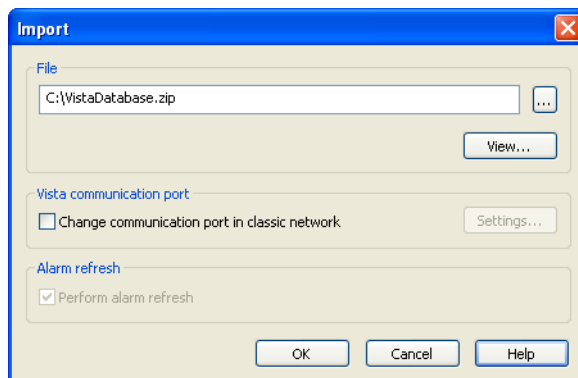 Import
File
C:\VistaDatabase.zip
...
View...
Vista communication port
Change communication port in classic network
Settings...
Alarm refresh
Perform alarm refresh
OK Cancel Help